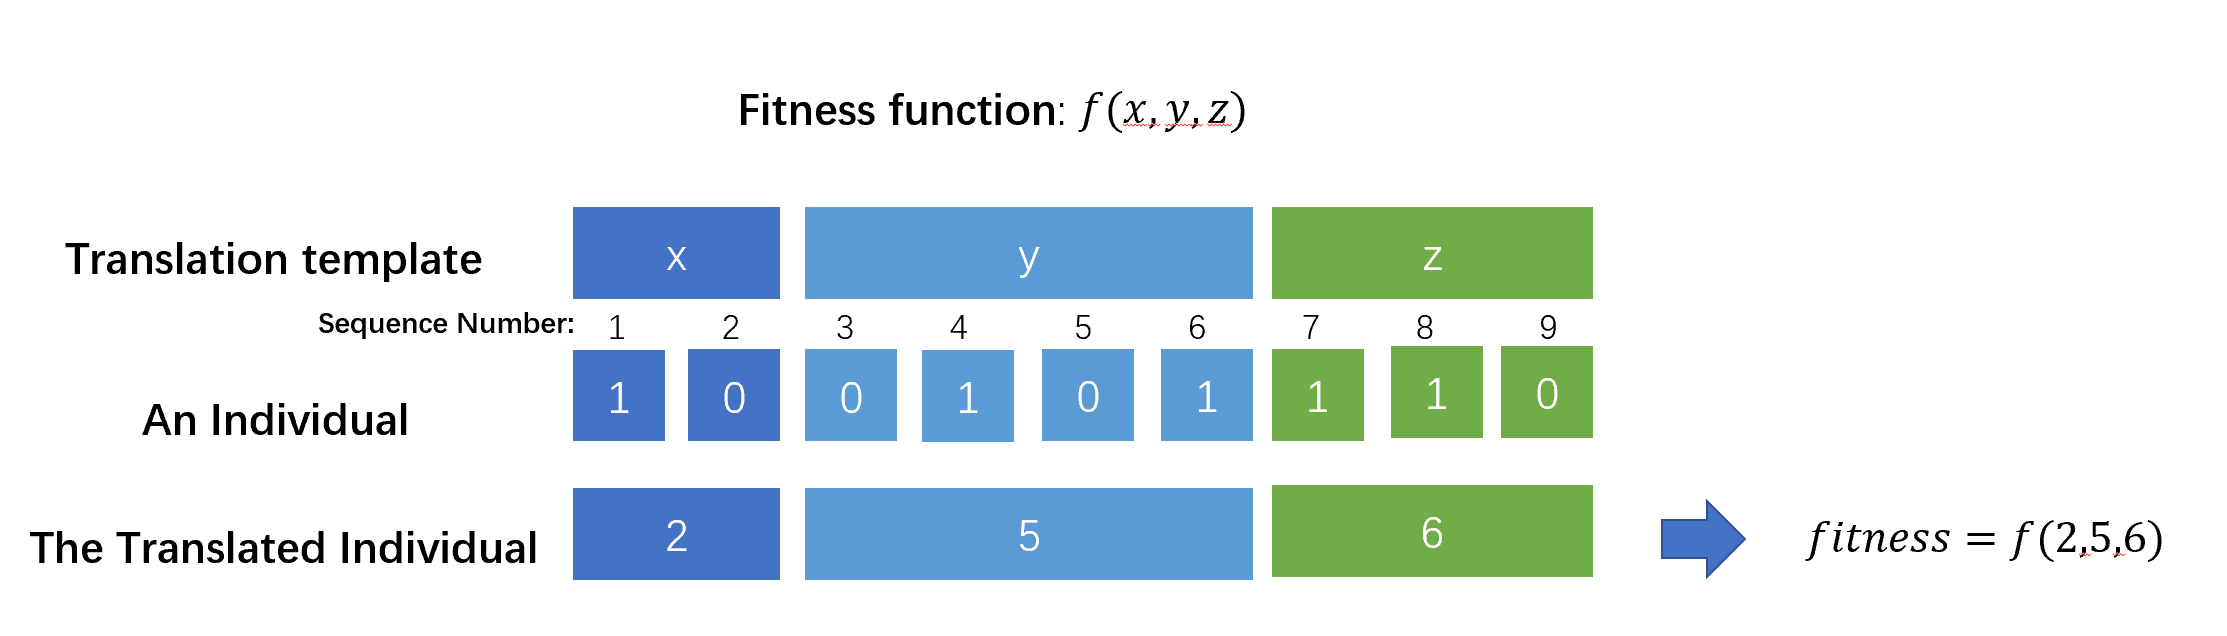 Fitness function: f(x, y, z)
Translation template x y z
Sequence Number: 1 2 3 4 5 6 7 8 9
An Individual 1 0 0 1 0 1 1 1 0
The Translated Individual 2 5 6 fitness = f(2,5,6)